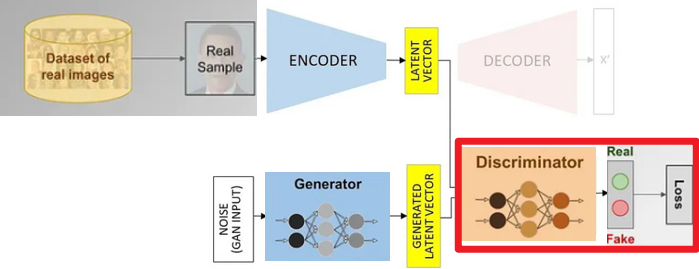 Dataset of
real images
Real
Sample
ENCODER
LATENT
VECTOR
DECODER
X'
NOISE
(GAN INPUT)
Generator
GENERATED
LATENT VECTOR
Discriminator
Real
Fake
Loss